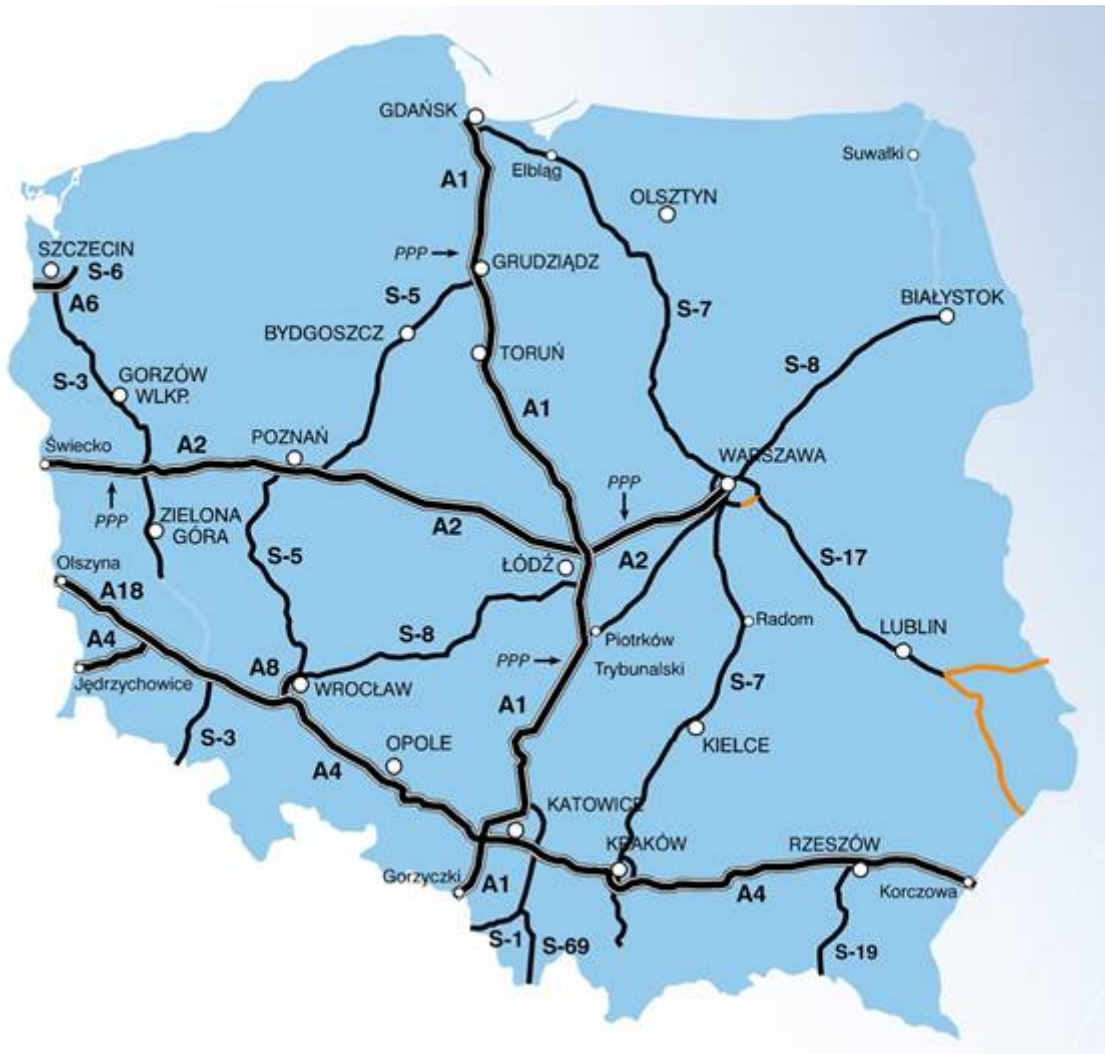 GDAŃSK
Elbląg
Suwałki
A1
OLSZTYN
SZCZECIN
S-6
A6
PPP
GRUDZIĄDZ
S-5
S-7
BIAŁYSTOK
BYDGOSZCZ
TORUŃ
S-8
S-3
GORZÓW
WLKP.
A1
Świecko
A2
POZNAŃ
WARSZAWA
PPP
PPP
ZIELONA
GÓRA
A2
A2
S-5
ŁÓDŹ
S-17
Olszyna
A18
A4
S-8
Piotrków
Trybunalski
Radom
LUBLIN
Jędrzychowice
A8
WROCŁAW
PPP
S-7
A1
S-3
OPOLE
KIELCE
A4
KATOWICE
KRAKÓW
RZESZÓW
Gorzyczki
A1
A4
Korczowa
S-1
S-69
S-19